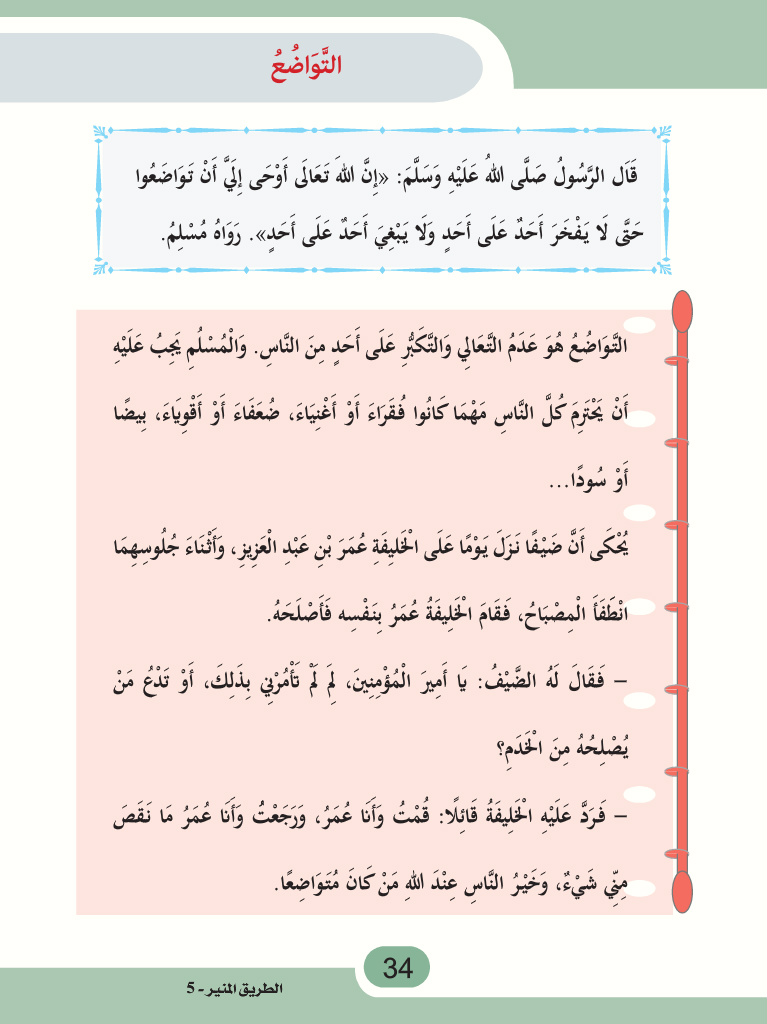 التَّوَاضُعُ
قَالَ الرَّسُولُ صَلَّى اللهُ عَلَيْهِ وَسَلَّمَ: «إِنَّ اللهَ تَعَالَى أَوْحَى إِلَيَّ أَنْ تَوَاضَعُوا
حَتَّى لَا يَفْخَرَ أَحَدٌ عَلَى أَحَدٍ وَلَا يَبْغِيَ أَحَدٌ عَلَى أَحَدٍ». رَوَاهُ مُسْلِمُ.
التَّوَاضُعُ هُوَ عَدَمُ التَّعَالِي وَالتَّكَبُّرِ عَلَى أَحَدٍ مِنَ النَّاسِ. وَالْمُسْلُمِ يَجِبُ عَلَيْهِ
أَنْ يَحْتَرِمَ كُلَّ النَّاسِ مَهْمَا كَانُوا فُقَرَاءَ أَوْ أَغْنِيَاءَ، ضُعَفَاءَ أَوْ أَقْوِيَاءَ، بِيضًا
أَوْ سُودًا...
يُحْكَى أَنَّ ضَيْفًا نَزَلَ يَوْمًا عَلَى الْخَلِيفَةِ عُمَرَ بْنِ عَبْدِ الْعَزِيزِ، وَأَثْنَاءَ جُلُوسِهِمَا
انْطَفَأَ الْمِصْبَاحُ، فَقَامَ الْخَلِيفَةُ عُمَرُ بِنَفْسِه فَأَصْلَحَهُ.
– فَقَالَ لَهُ الضَّيْفُ: يَا أَمِيرَ الْمُؤْمِنِينَ، لِمَ لَمْ تَأْمُرْنِي بِذَلِكَ، أَوْ تَدْعُ مَنْ
يُصْلِحُهُ مِنَ الْخَدَمِ؟
– فَرَدَّ عَلَيْهِ الْخَلِيفَةُ قَائِلًا: قُمْتُ وَأَنَا عُمَرُ، وَرَجَعْتُ وَأَنَا عُمَرُ مَا نَقَصَ
مِنِّي شَيْءٌ، وَخَيْرُ النَّاسِ عِنْدَ اللهِ مَنْ كَانَ مُتَوَاضِعًا.
34
الطريق المنير - 5